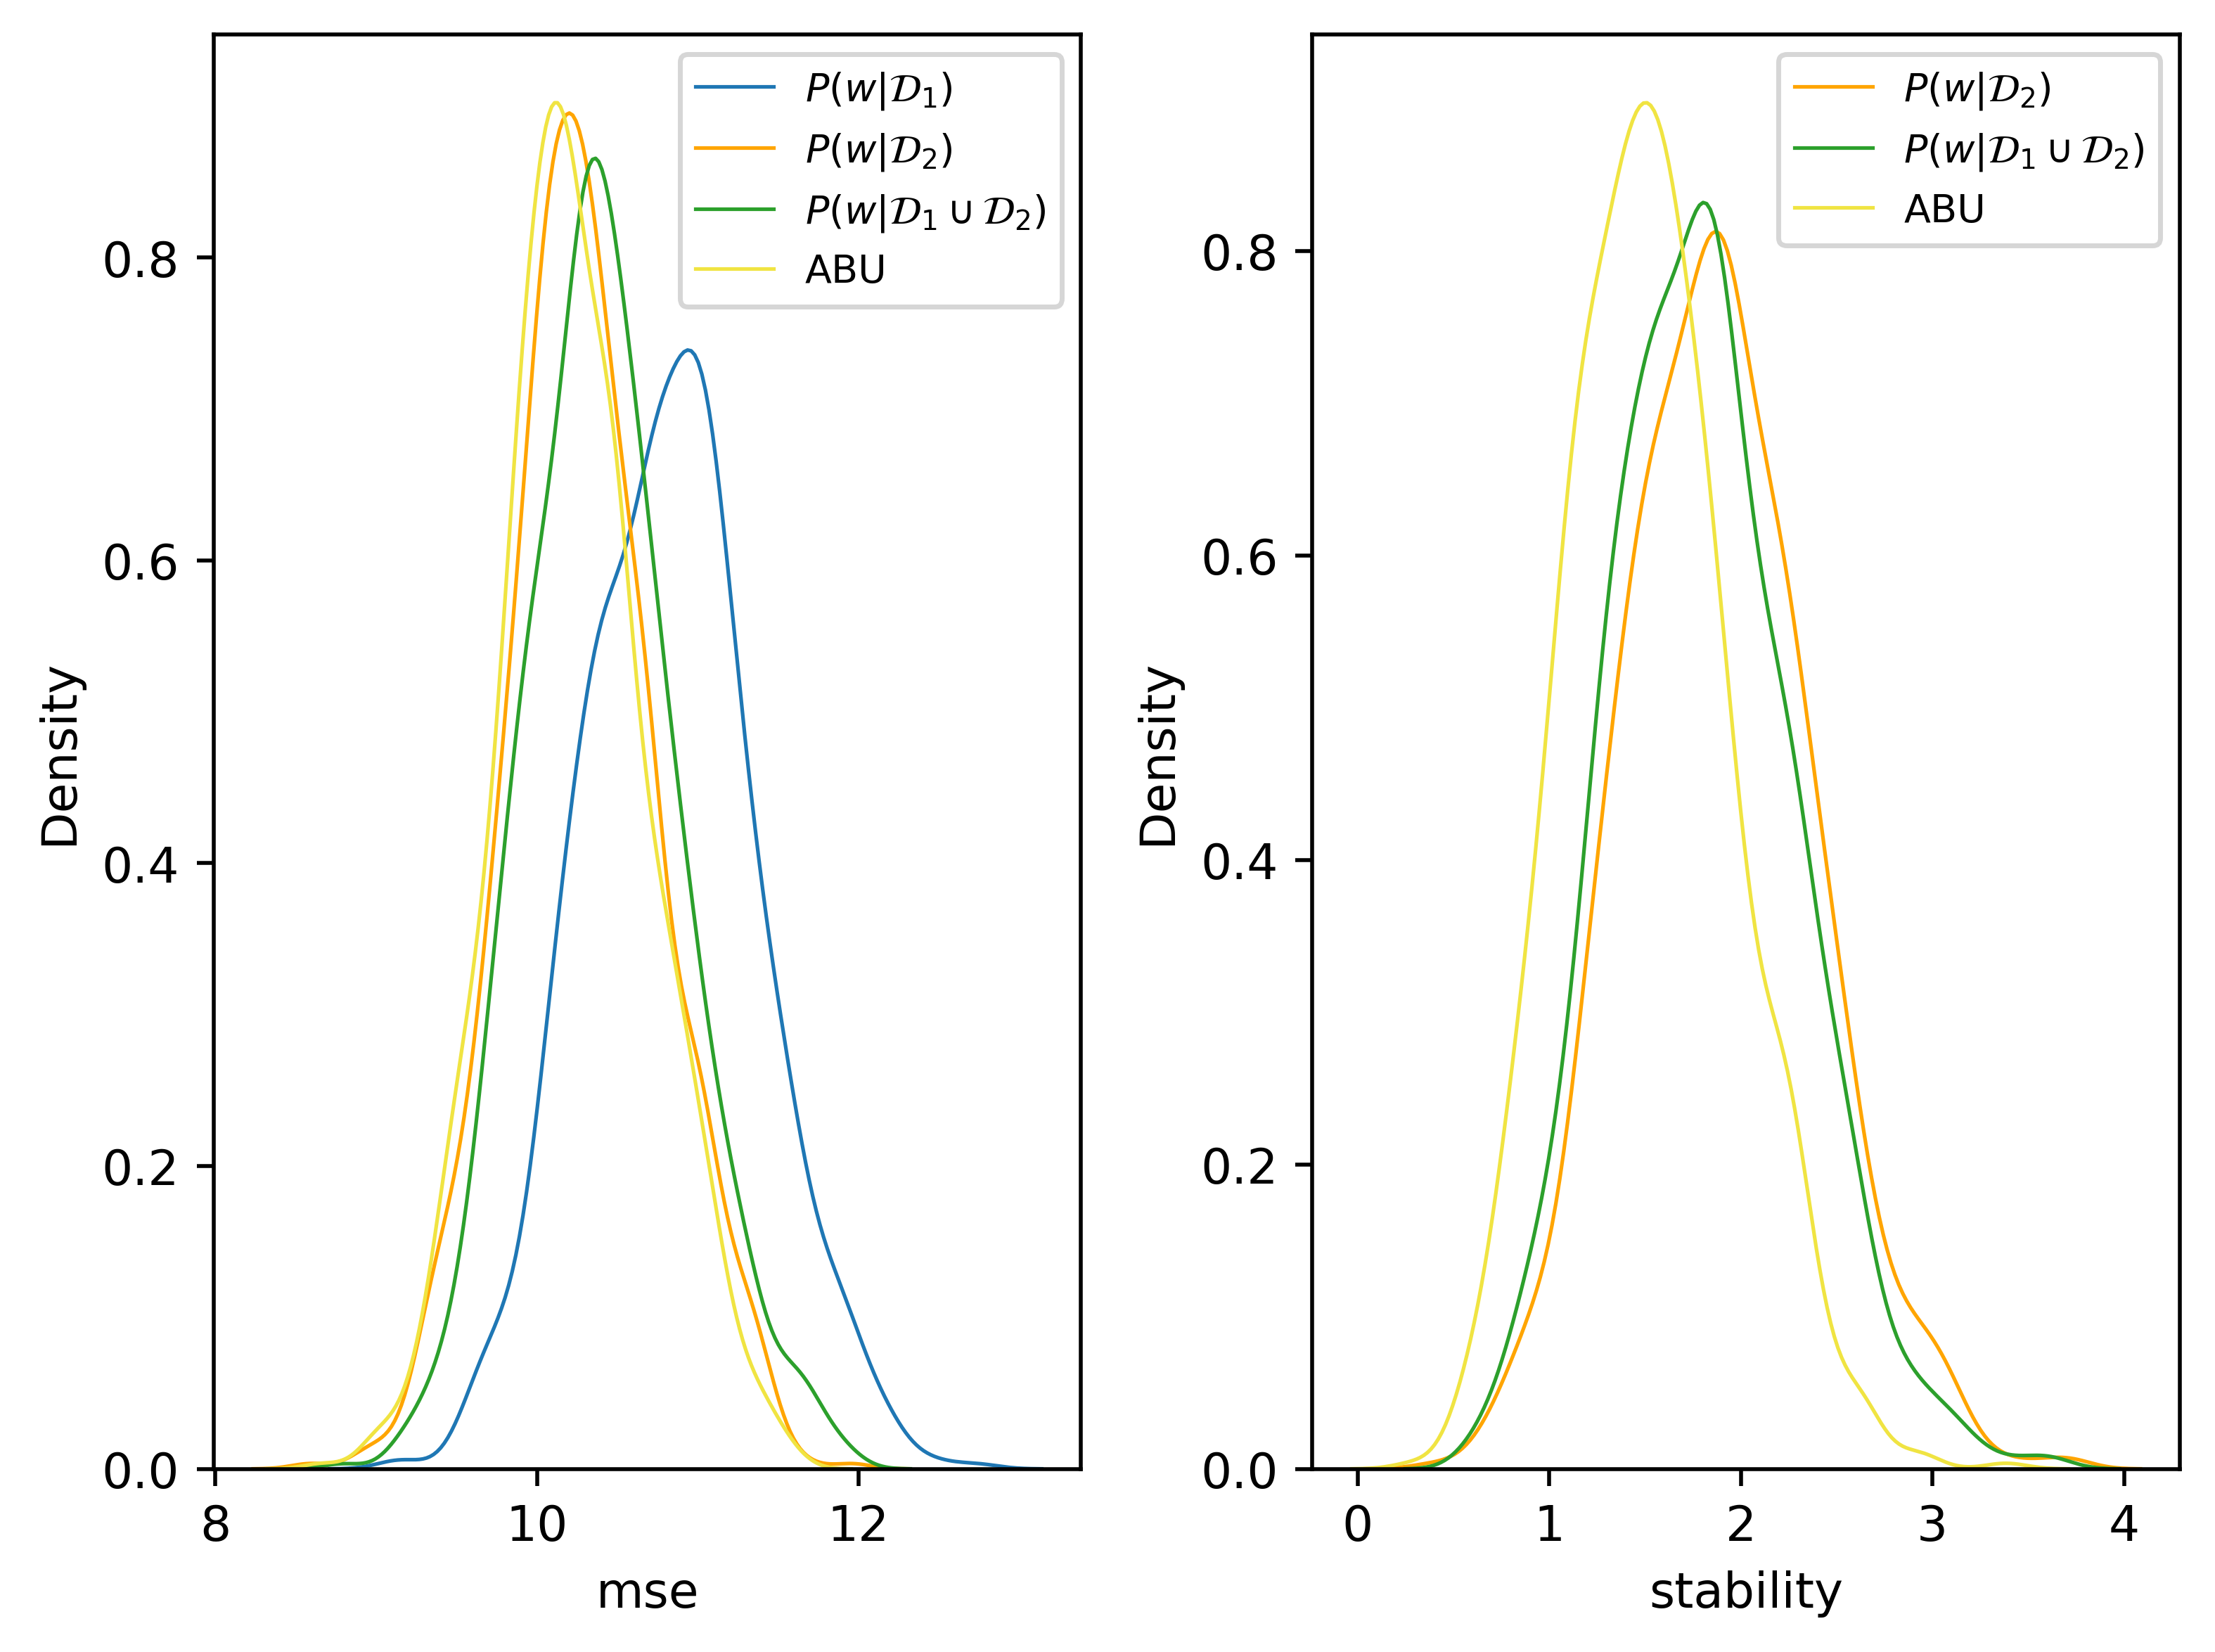 P(w|𝒟₁)
P(w|𝒟₂)
P(w|𝒟₁ ∪ 𝒟₂)
ABU
0.8
0.6
0.4
0.2
0.0
Density
8 10 12
mse
P(w|𝒟₂)
P(w|𝒟₁ ∪ 𝒟₂)
ABU
0.8
0.6
0.4
0.2
0.0
Density
0 1 2 3 4
stability